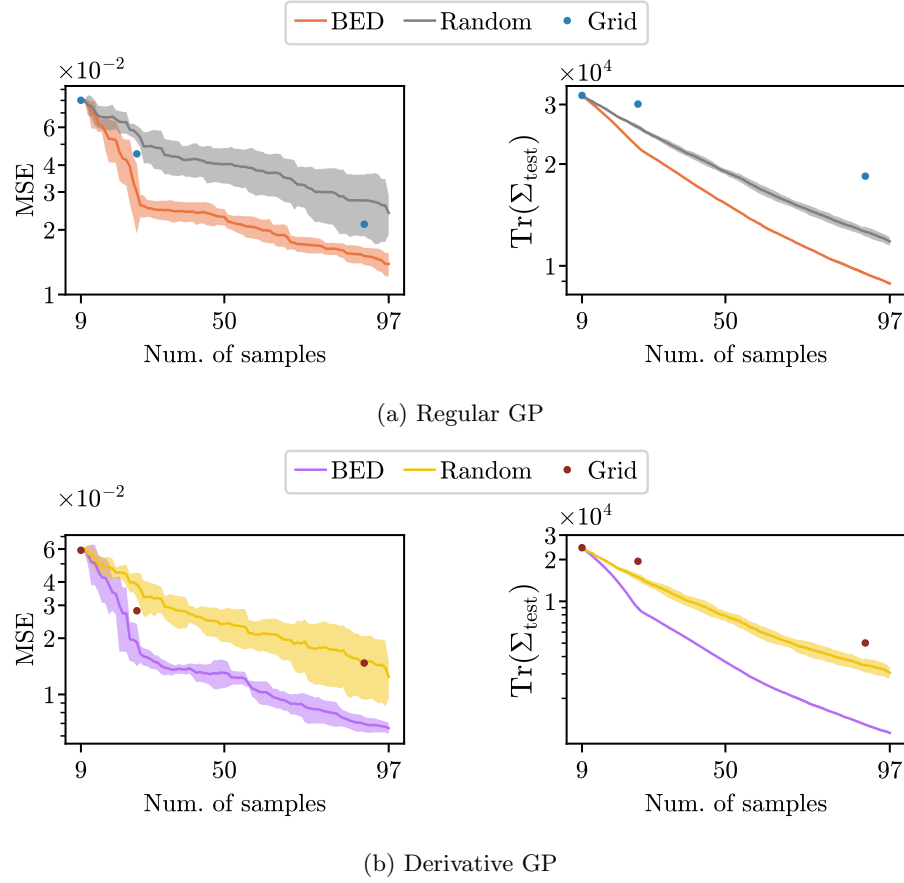 BED Random Grid
×10⁻² ×10⁴
6
4
3
2
1
MSE
9 50 97
Num. of samples
3
2
1
Tr(Σtest)
9 50 97
Num. of samples
(a) Regular GP
BED Random Grid
×10⁻² ×10⁴
6
4
3
2
1
MSE
9 50 97
Num. of samples
3
2
1
Tr(Σtest)
9 50 97
Num. of samples
(b) Derivative GP